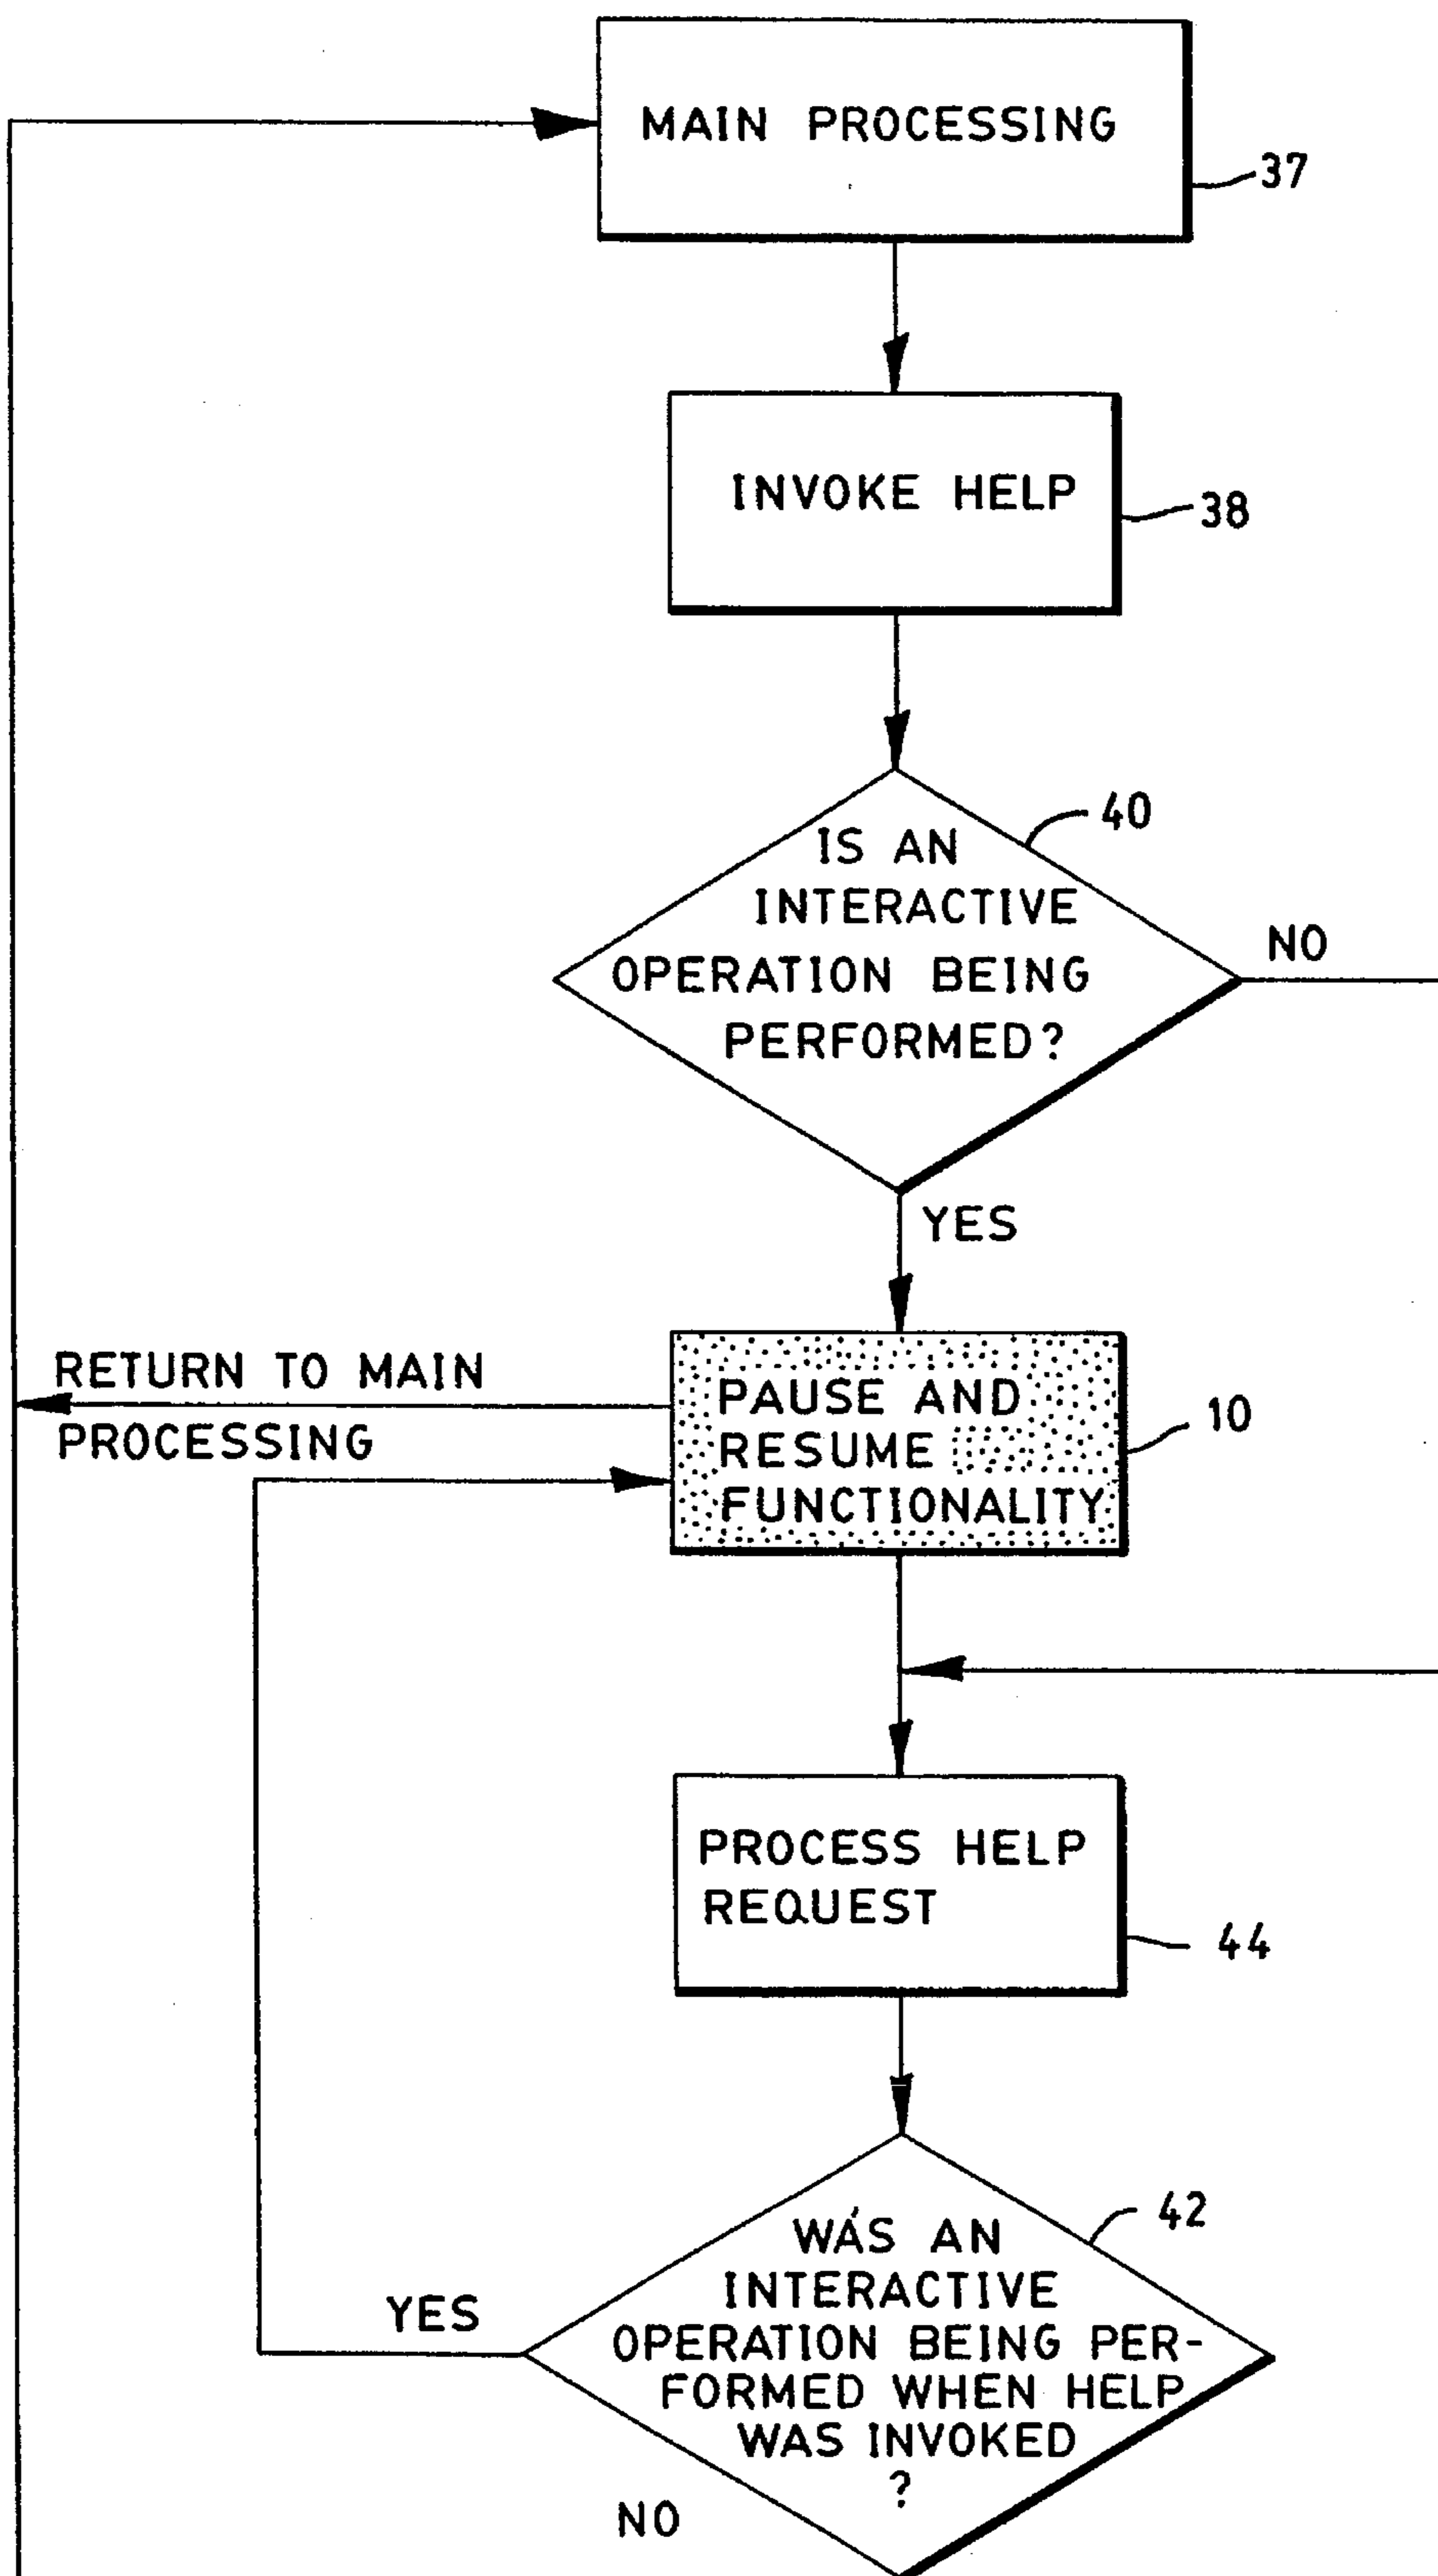 MAIN PROCESSING
37
INVOKE HELP
38
40
IS AN
INTERACTIVE
OPERATION BEING
PERFORMED?
NO
YES
RETURN TO MAIN
PROCESSING
PAUSE AND
RESUME
FUNCTIONALITY
10
PROCESS HELP
REQUEST
44
42
WAS AN
INTERACTIVE
OPERATION BEING PER-
FORMED WHEN HELP
WAS INVOKED
?
YES
NO